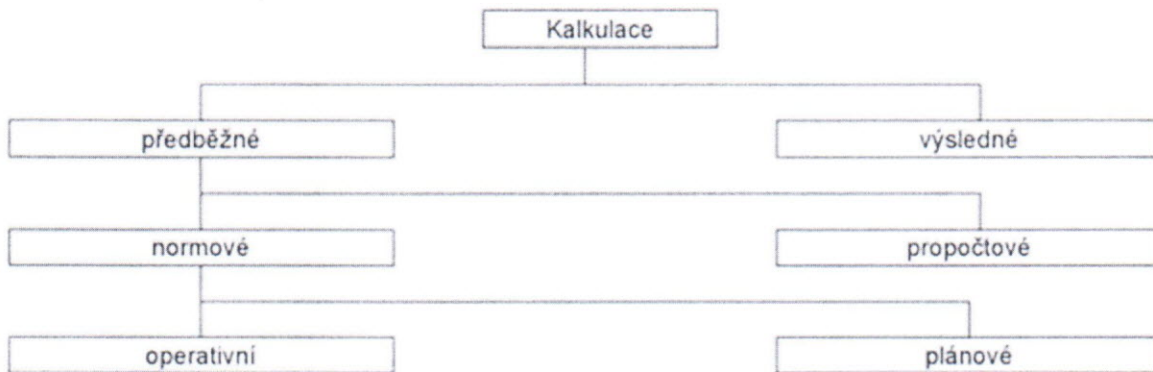 Kalkulace
předběžné
výsledné
normové
propočtové
operativní
plánové